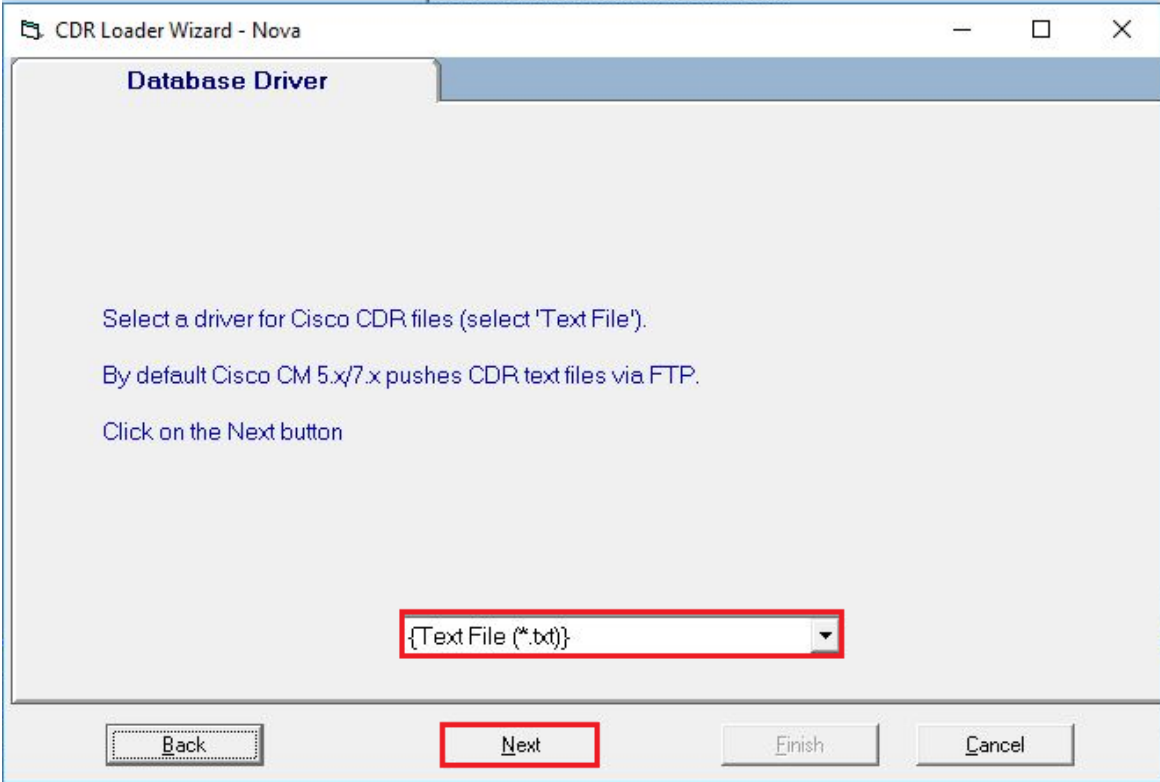 CDR Loader Wizard - Nova
Database Driver
Select a driver for Cisco CDR files (select 'Text File').
By default Cisco CM 5.x/7.x pushes CDR text files via FTP.
Click on the Next button
{Text File (*.txt)}
Back Next Finish Cancel